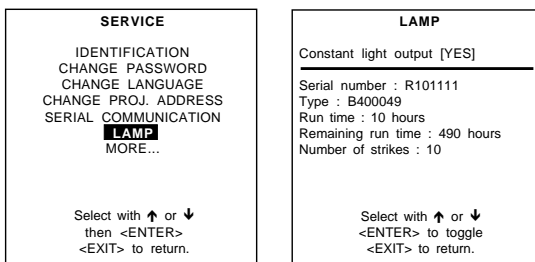 SERVICE
IDENTIFICATION
CHANGE PASSWORD
CHANGE LANGUAGE
CHANGE PROJ. ADDRESS
SERIAL COMMUNICATION
LAMP
MORE...
Select with ↑ or ↓
then <ENTER>
<EXIT> to return.
LAMP
Constant light output [YES]
Serial number : R101111
Type : B400049
Run time : 10 hours
Remaining run time : 490 hours
Number of strikes : 10
Select with ↑ or ↓
<ENTER> to toggle
<EXIT> to return.